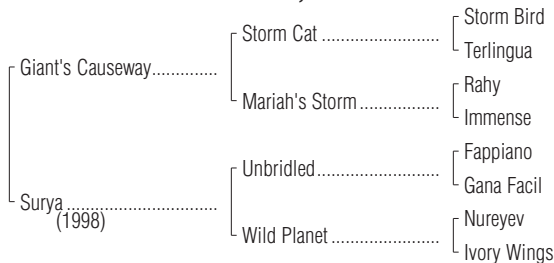 Storm Bird
Storm Cat ....................
Terlingua
Giant's Causeway..............
Rahy
Mariah's Storm ..................
Immense
Fappiano
Unbridled.....................
Gana Facil
Surya ................................
(1998)
Nureyev
Wild Planet .......................
Ivory Wings